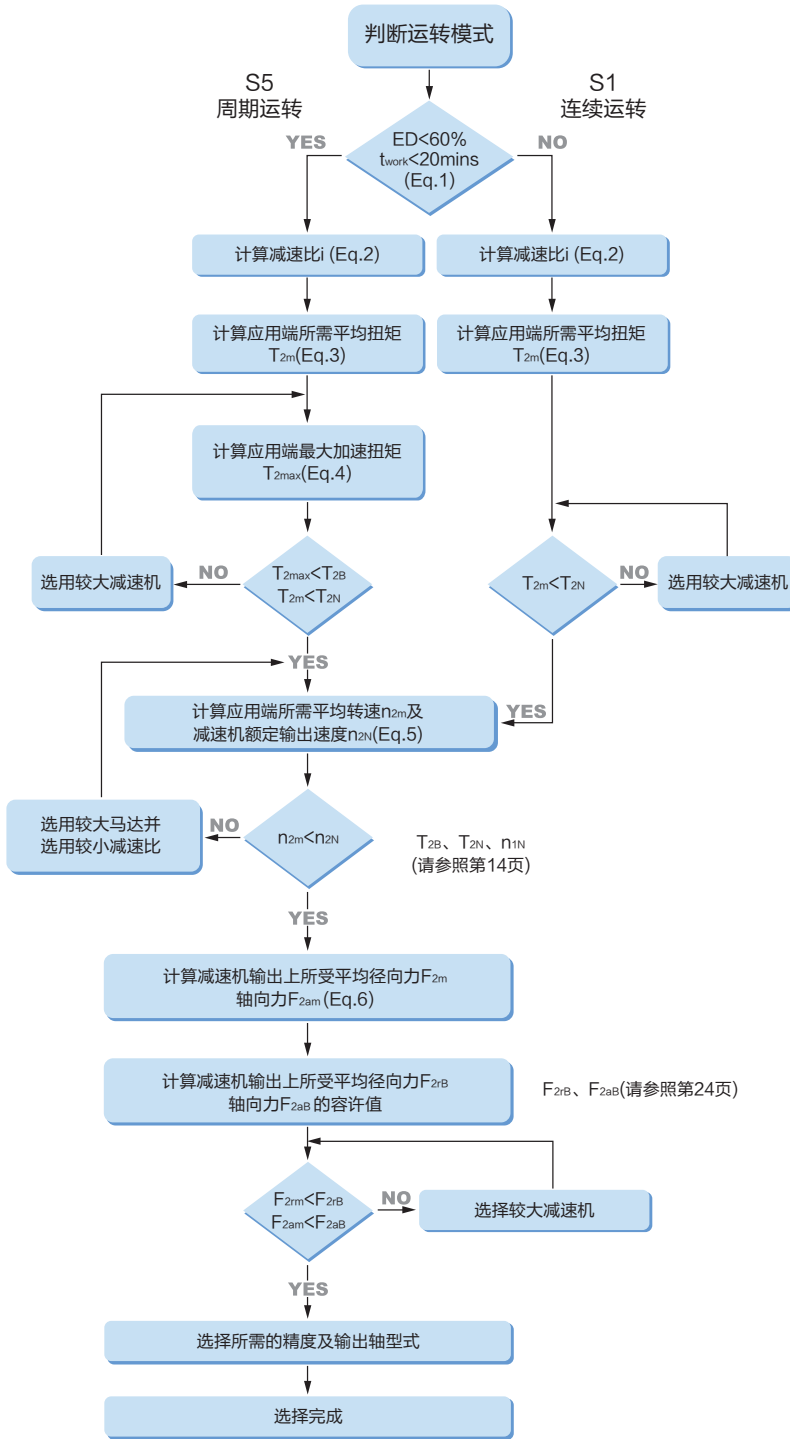 判断运转模式
S5
周期运转
S1
连续运转
ED<60%
twork<20mins
(Eq.1)
YES
NO
计算减速比i (Eq.2)
计算减速比i (Eq.2)
计算应用端所需平均扭矩
T2m(Eq.3)
计算应用端所需平均扭矩
T2m(Eq.3)
计算应用端最大加速扭矩
T2max(Eq.4)
选用较大减速机
NO
T2max<T2B
T2m<T2N
T2m<T2N
NO
选用较大减速机
YES
计算应用端所需平均转速n2m及
减速机额定输出速度n2N(Eq.5)
YES
选用较大马达并
选用较小减速比
NO
n2m<n2N
T2B、T2N、n1N
(请参照第14页)
YES
计算减速机输出上所受平均径向力F2m
轴向力F2am (Eq.6)
计算减速机输出上所受平均径向力F2rB
轴向力F2aB 的容许值
F2rB、F2aB(请参照第24页)
F2rm<F2rB
F2am<F2aB
NO
选择较大减速机
YES
选择所需的精度及输出轴型式
选择完成